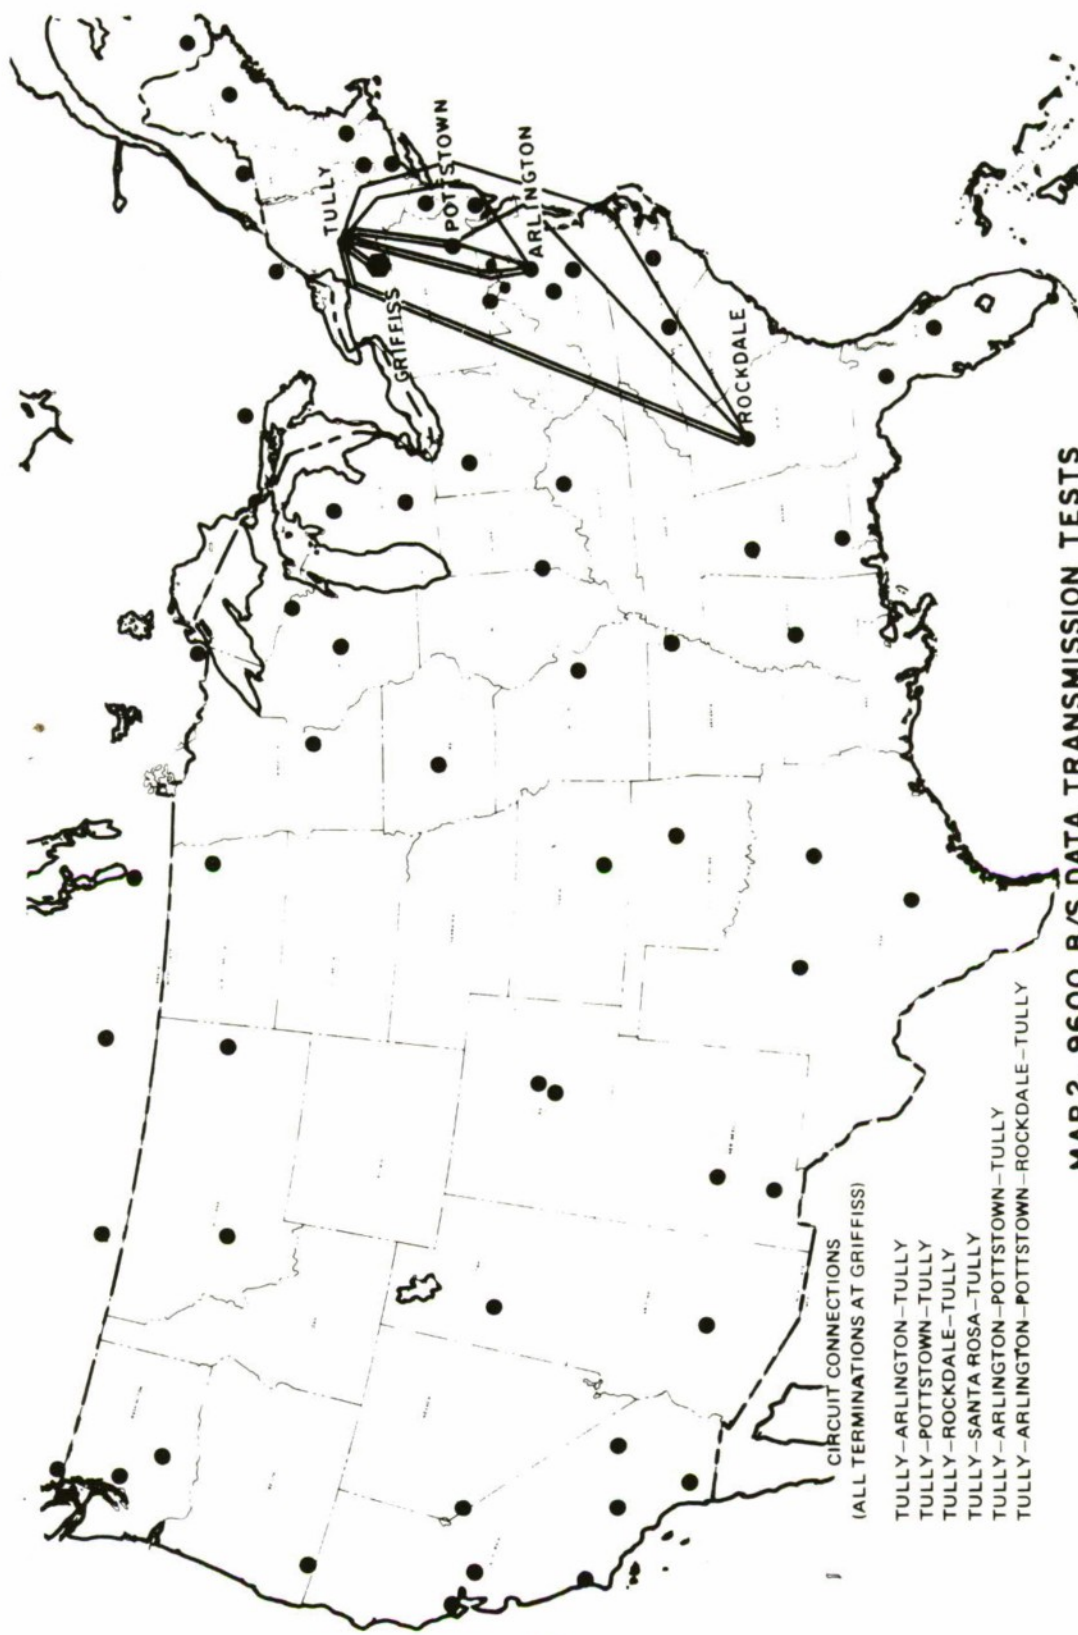 TULLY
GRIFFISS
POTTSTOWN
ARLINGTON
ROCKDALE
CIRCUIT CONNECTIONS
(ALL TERMINATIONS AT GRIFFISS)
TULLY–ARLINGTON–TULLY
TULLY–POTTSTOWN–TULLY
TULLY–ROCKDALE–TULLY
TULLY–SANTA ROSA–TULLY
TULLY–ARLINGTON–POTTSTOWN–TULLY
TULLY–ARLINGTON–POTTSTOWN–ROCKDALE–TULLY
MAP 2 9600 B/S DATA TRANSMISSION TESTS